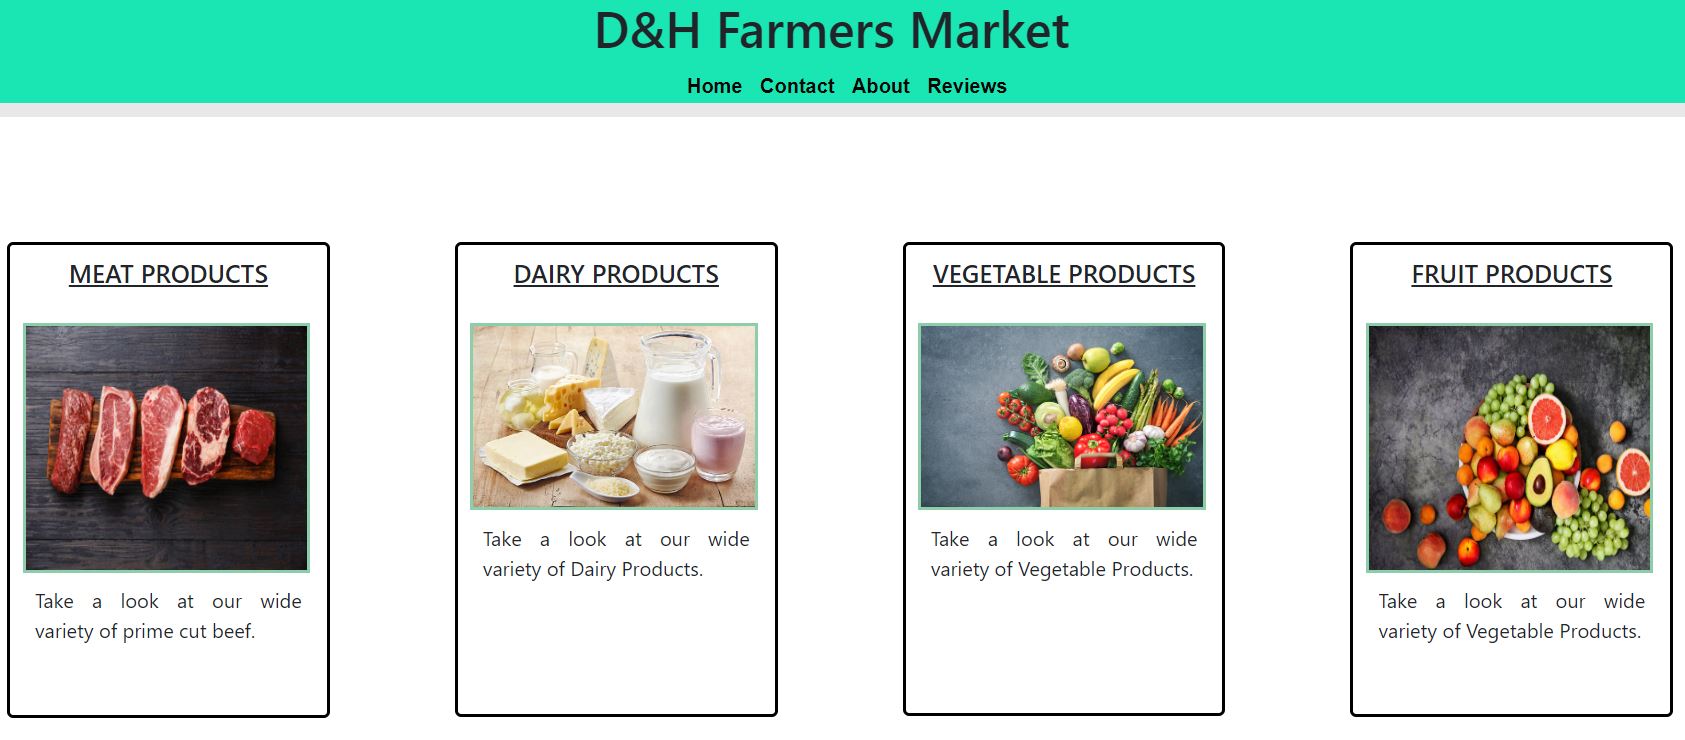 D&H Farmers Market
Home Contact About Reviews
MEAT PRODUCTS
Take a look at our wide
variety of prime cut beef.
DAIRY PRODUCTS
Take a look at our wide
variety of Dairy Products.
VEGETABLE PRODUCTS
Take a look at our wide
variety of Vegetable Products.
FRUIT PRODUCTS
Take a look at our wide
variety of Vegetable Products.